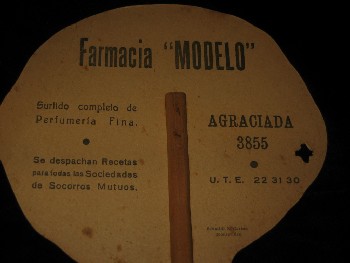 Farmacia "MODELO"
Surtido completo de
Perfumería Fina.
Se despachan Recetas
para todas las Sociedades
de Socorros Mutuos.
AGRACIADA
3855
U. T. E. 22 31 30